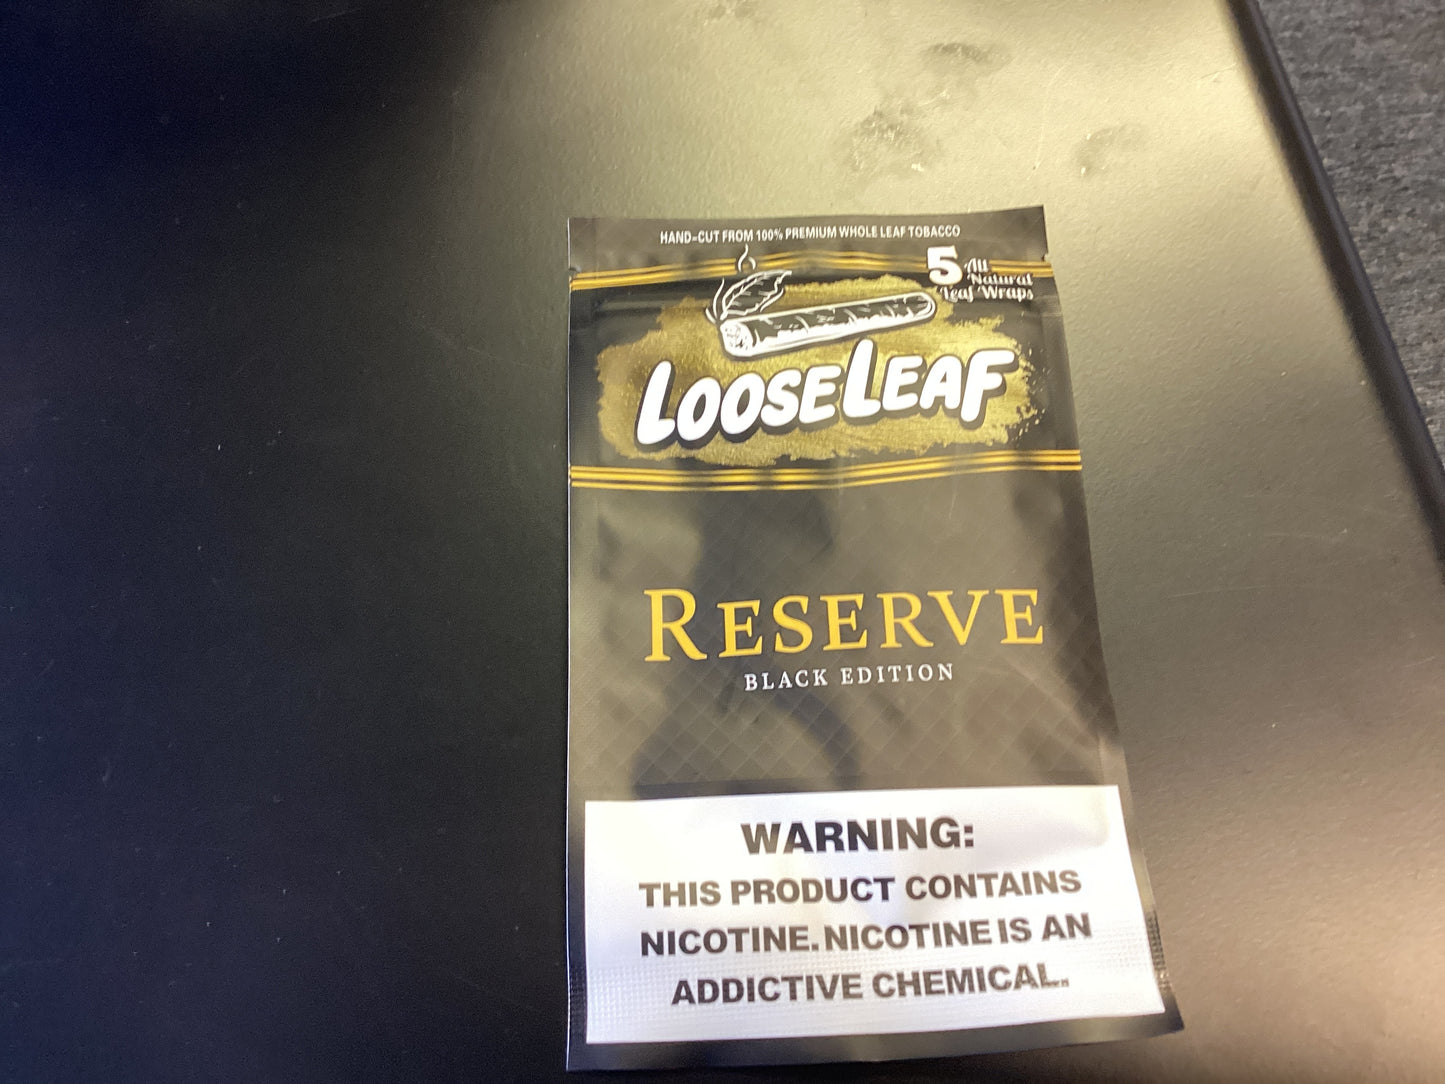 HAND-CUT FROM 100% PREMIUM WHOLE LEAF TOBACCO
5 All
Natural
Leaf Wraps
LOOSELEAF
RESERVE
BLACK EDITION
WARNING:
THIS PRODUCT CONTAINS
NICOTINE. NICOTINE IS AN
ADDICTIVE CHEMICAL.